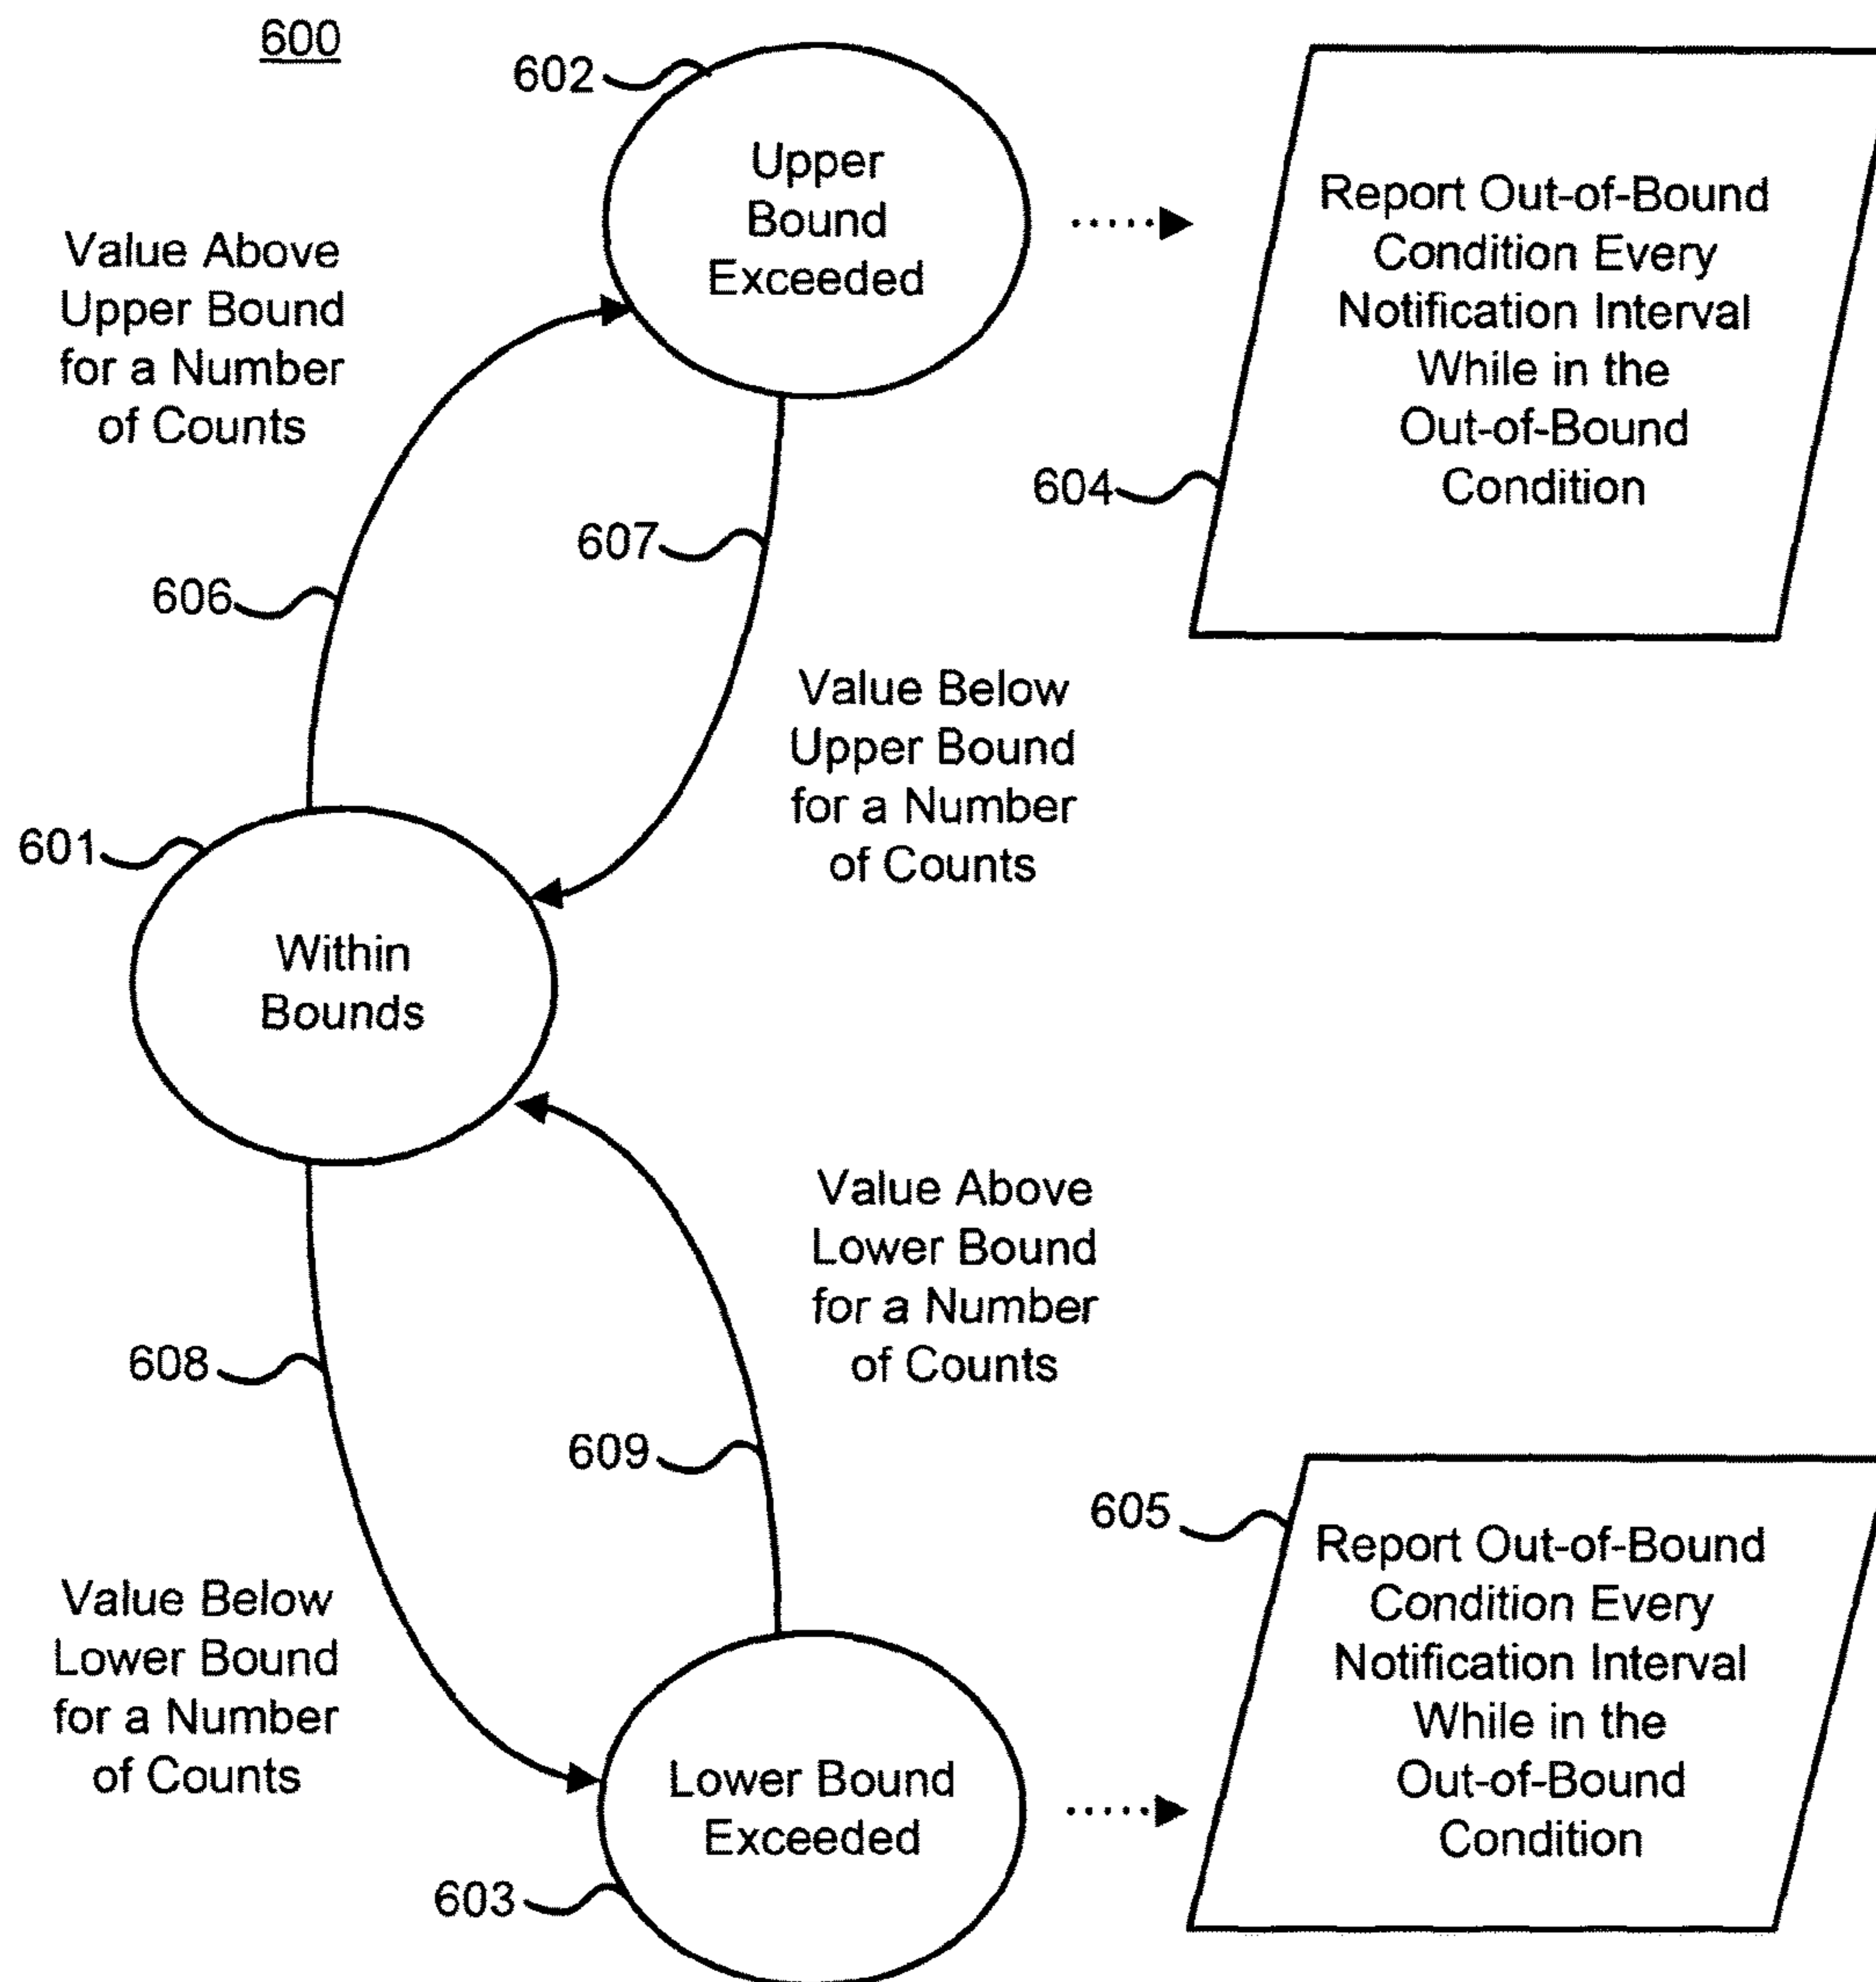 600
602
Upper
Bound
Exceeded
Report Out-of-Bound
Condition Every
Notification Interval
While in the
Out-of-Bound
Condition
604
Value Above
Upper Bound
for a Number
of Counts
606
607
Value Below
Upper Bound
for a Number
of Counts
601
Within
Bounds
Value Above
Lower Bound
for a Number
of Counts
608
609
Value Below
Lower Bound
for a Number
of Counts
Lower Bound
Exceeded
603
605
Report Out-of-Bound
Condition Every
Notification Interval
While in the
Out-of-Bound
Condition